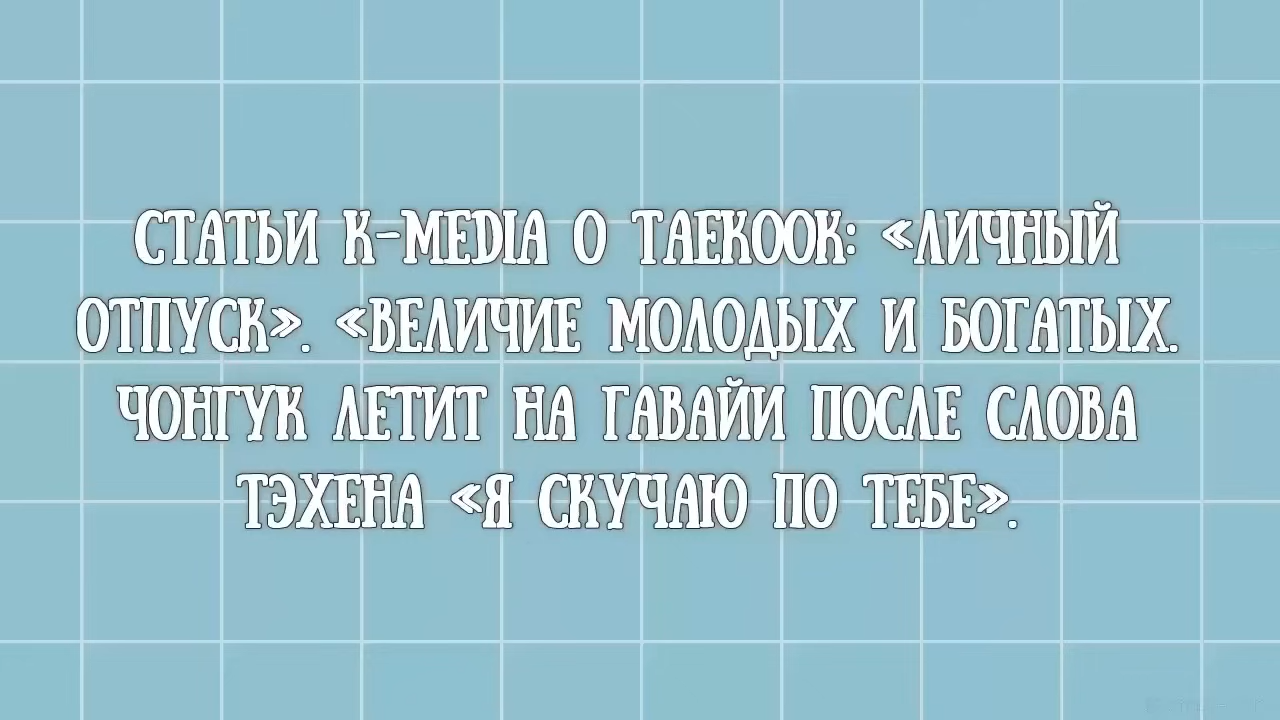 СТАТЬИ K-MEDIA О TAEKOOK: «ЛИЧНЫЙ
ОТПУСК». «ВЕЛИЧИЕ МОЛОДЫХ И БОГАТЫХ.
ЧОНГУК ЛЕТИТ НА ГАВАЙИ ПОСЛЕ СЛОВА
ТЭХЕНА «Я СКУЧАЮ ПО ТЕБЕ».